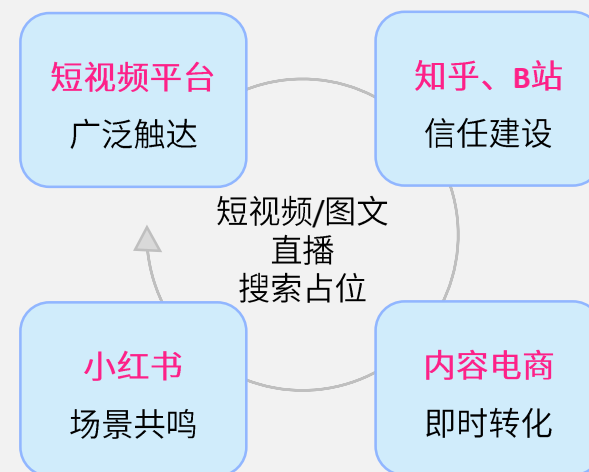 短视频平台
广泛触达
知乎、B站
信任建设
短视频/图文
直播
搜索占位
小红书
场景共鸣
内容电商
即时转化